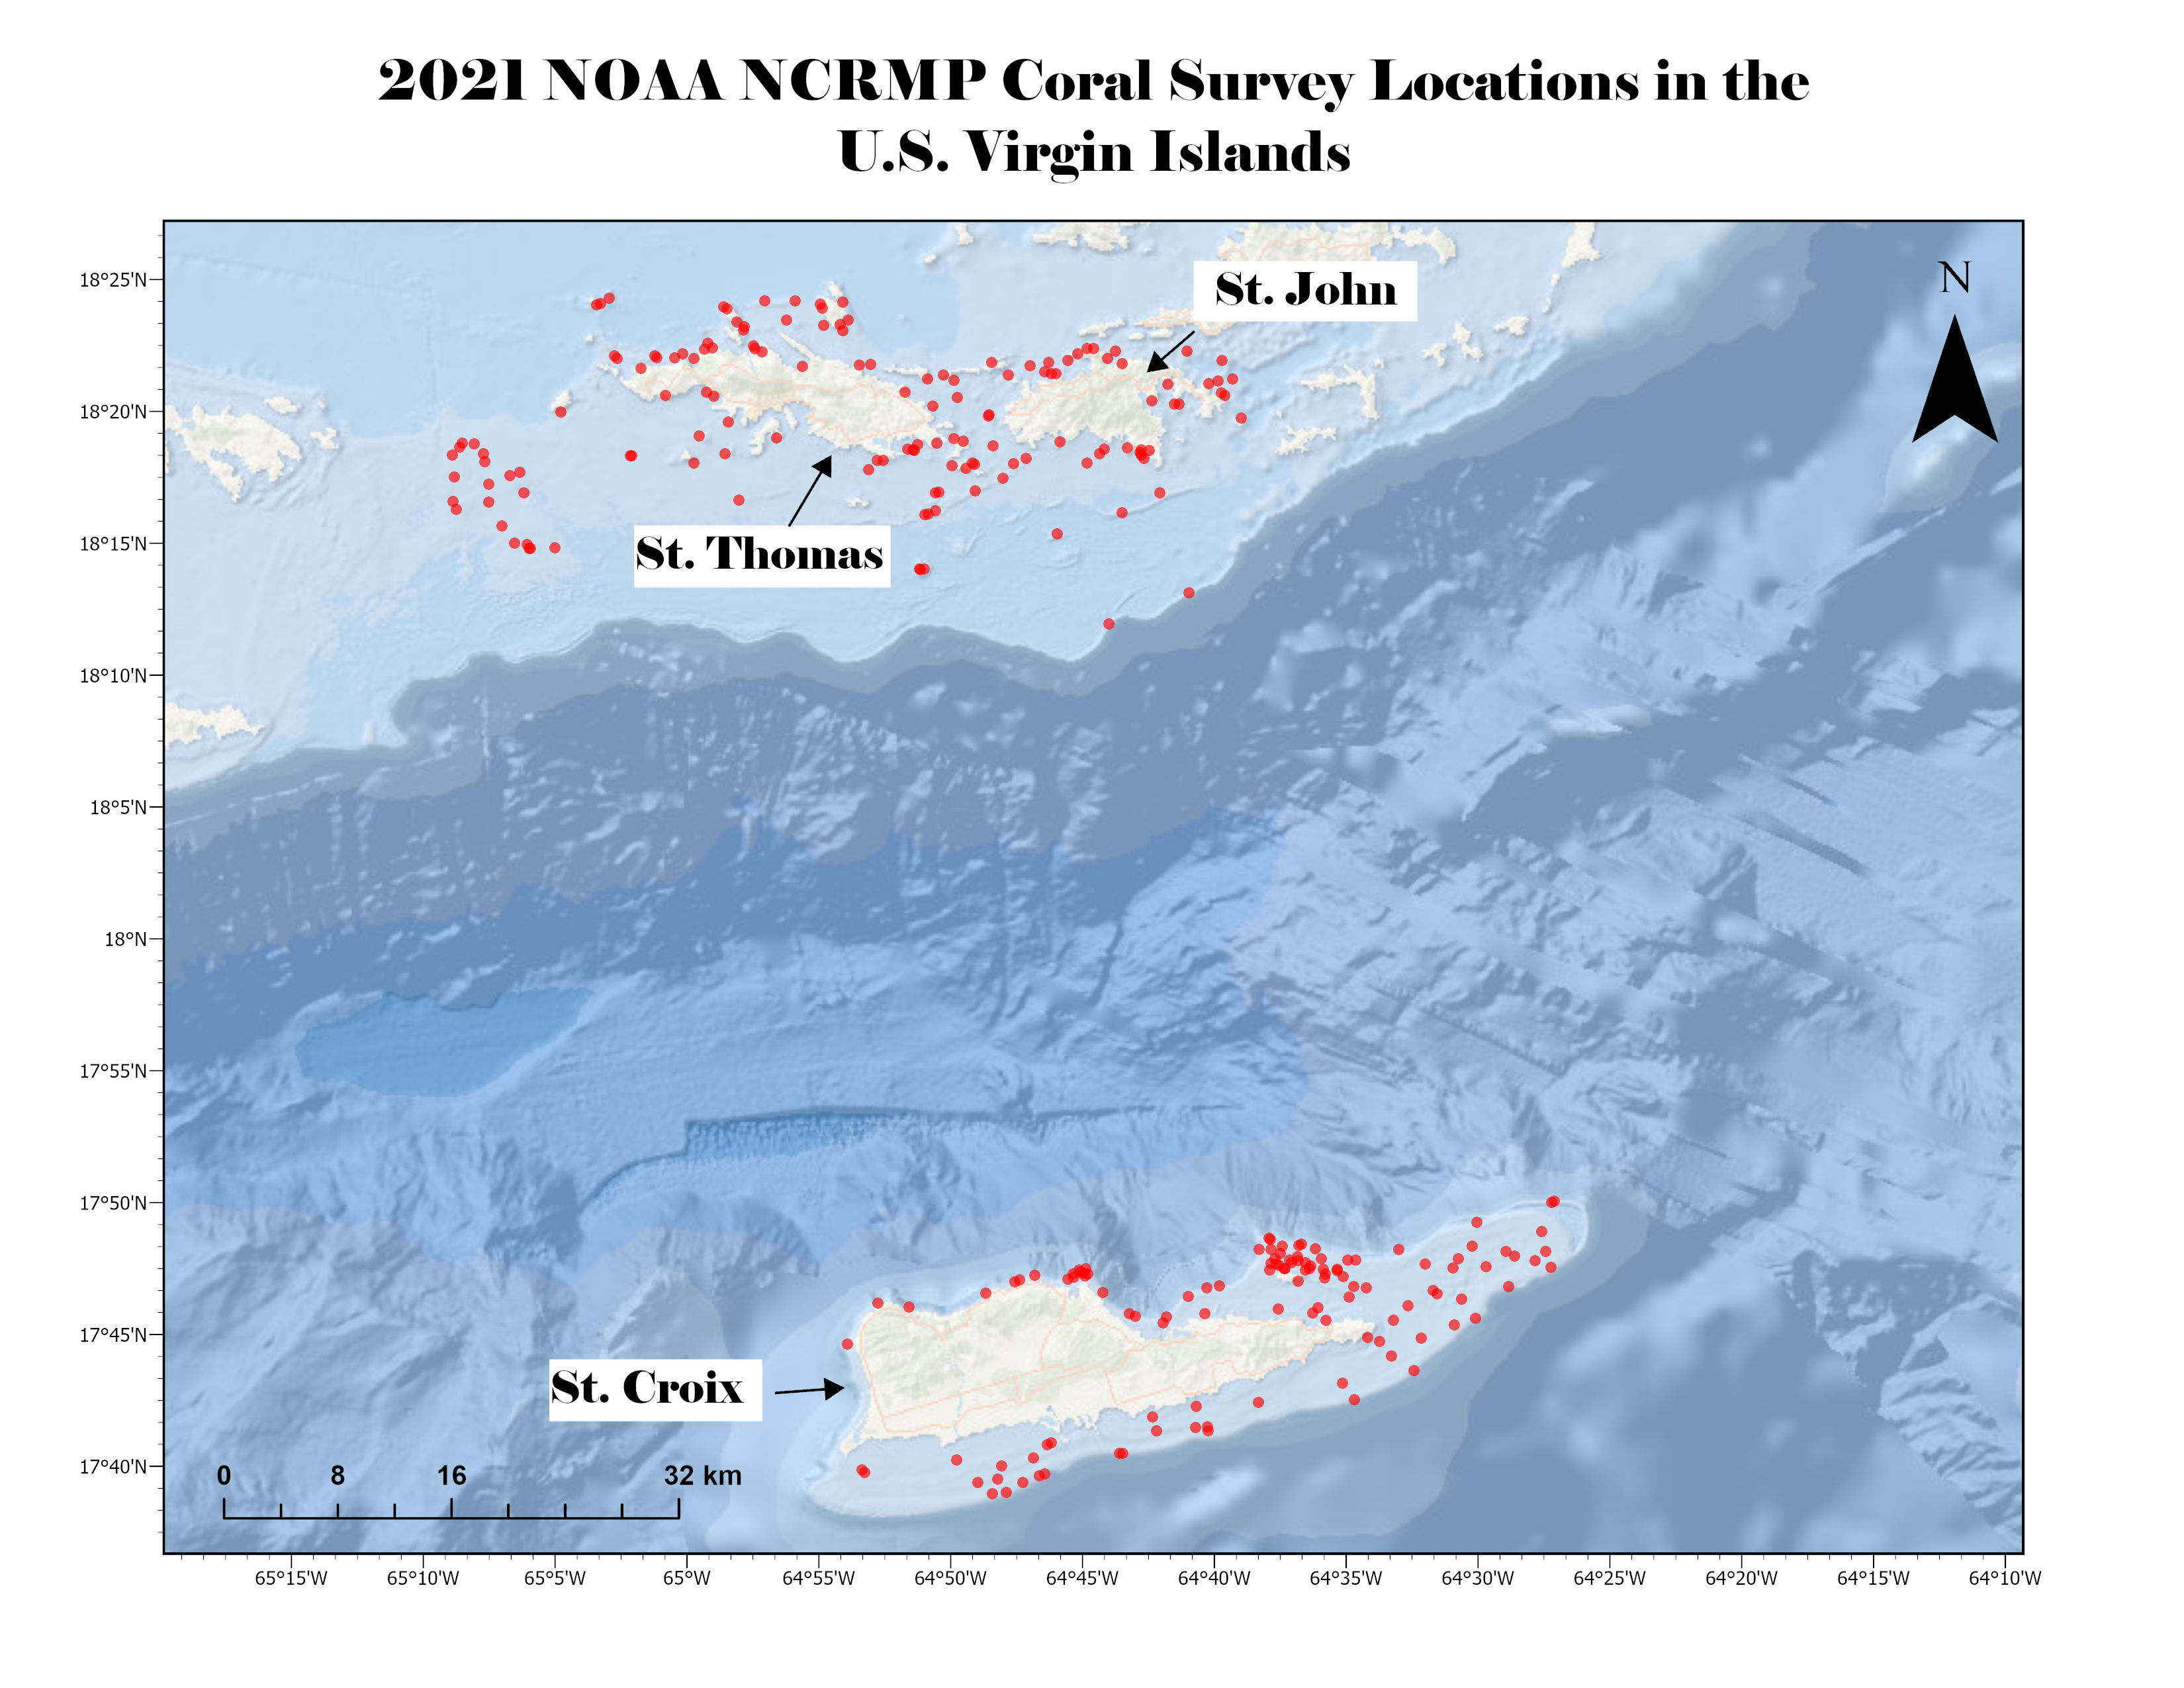 2021 NOAA NCRMP Coral Survey Locations in the
U.S. Virgin Islands
N
St. John
St. Thomas
St. Croix
18°25'N
18°20'N
18°15'N
18°10'N
18°5'N
18°N
17°55'N
17°50'N
17°45'N
17°40'N
0 8 16 32 km
65°15'W 65°10'W 65°5'W 65°W 64°55'W 64°50'W 64°45'W 64°40'W 64°35'W 64°30'W 64°25'W 64°20'W 64°15'W 64°10'W